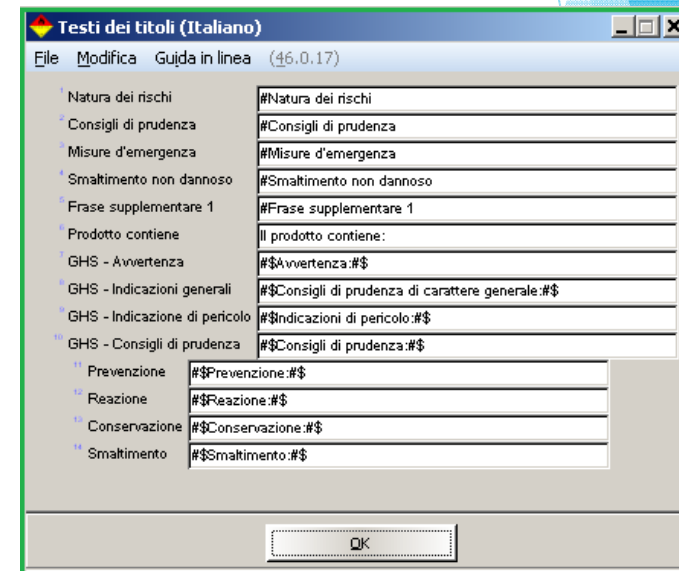 Testi dei titoli (Italiano)
File Modifica Guida in linea (46.0.17)
1 Natura dei rischi #Natura dei rischi
2 Consigli di prudenza #Consigli di prudenza
3 Misure d'emergenza #Misure d'emergenza
4 Smaltimento non dannoso #Smaltimento non dannoso
5 Frase supplementare 1 #Frase supplementare 1
6 Prodotto contiene Il prodotto contiene:
7 GHS - Avvertenza #$Avvertenza:#$
8 GHS - Indicazioni generali #$Consigli di prudenza di carattere generale:#$
9 GHS - Indicazione di pericolo #$Indicazioni di pericolo:#$
10 GHS - Consigli di prudenza #$Consigli di prudenza:#$
11 Prevenzione #$Prevenzione:#$
12 Reazione #$Reazione:#$
13 Conservazione #$Conservazione:#$
14 Smaltimento #$Smaltimento:#$
OK